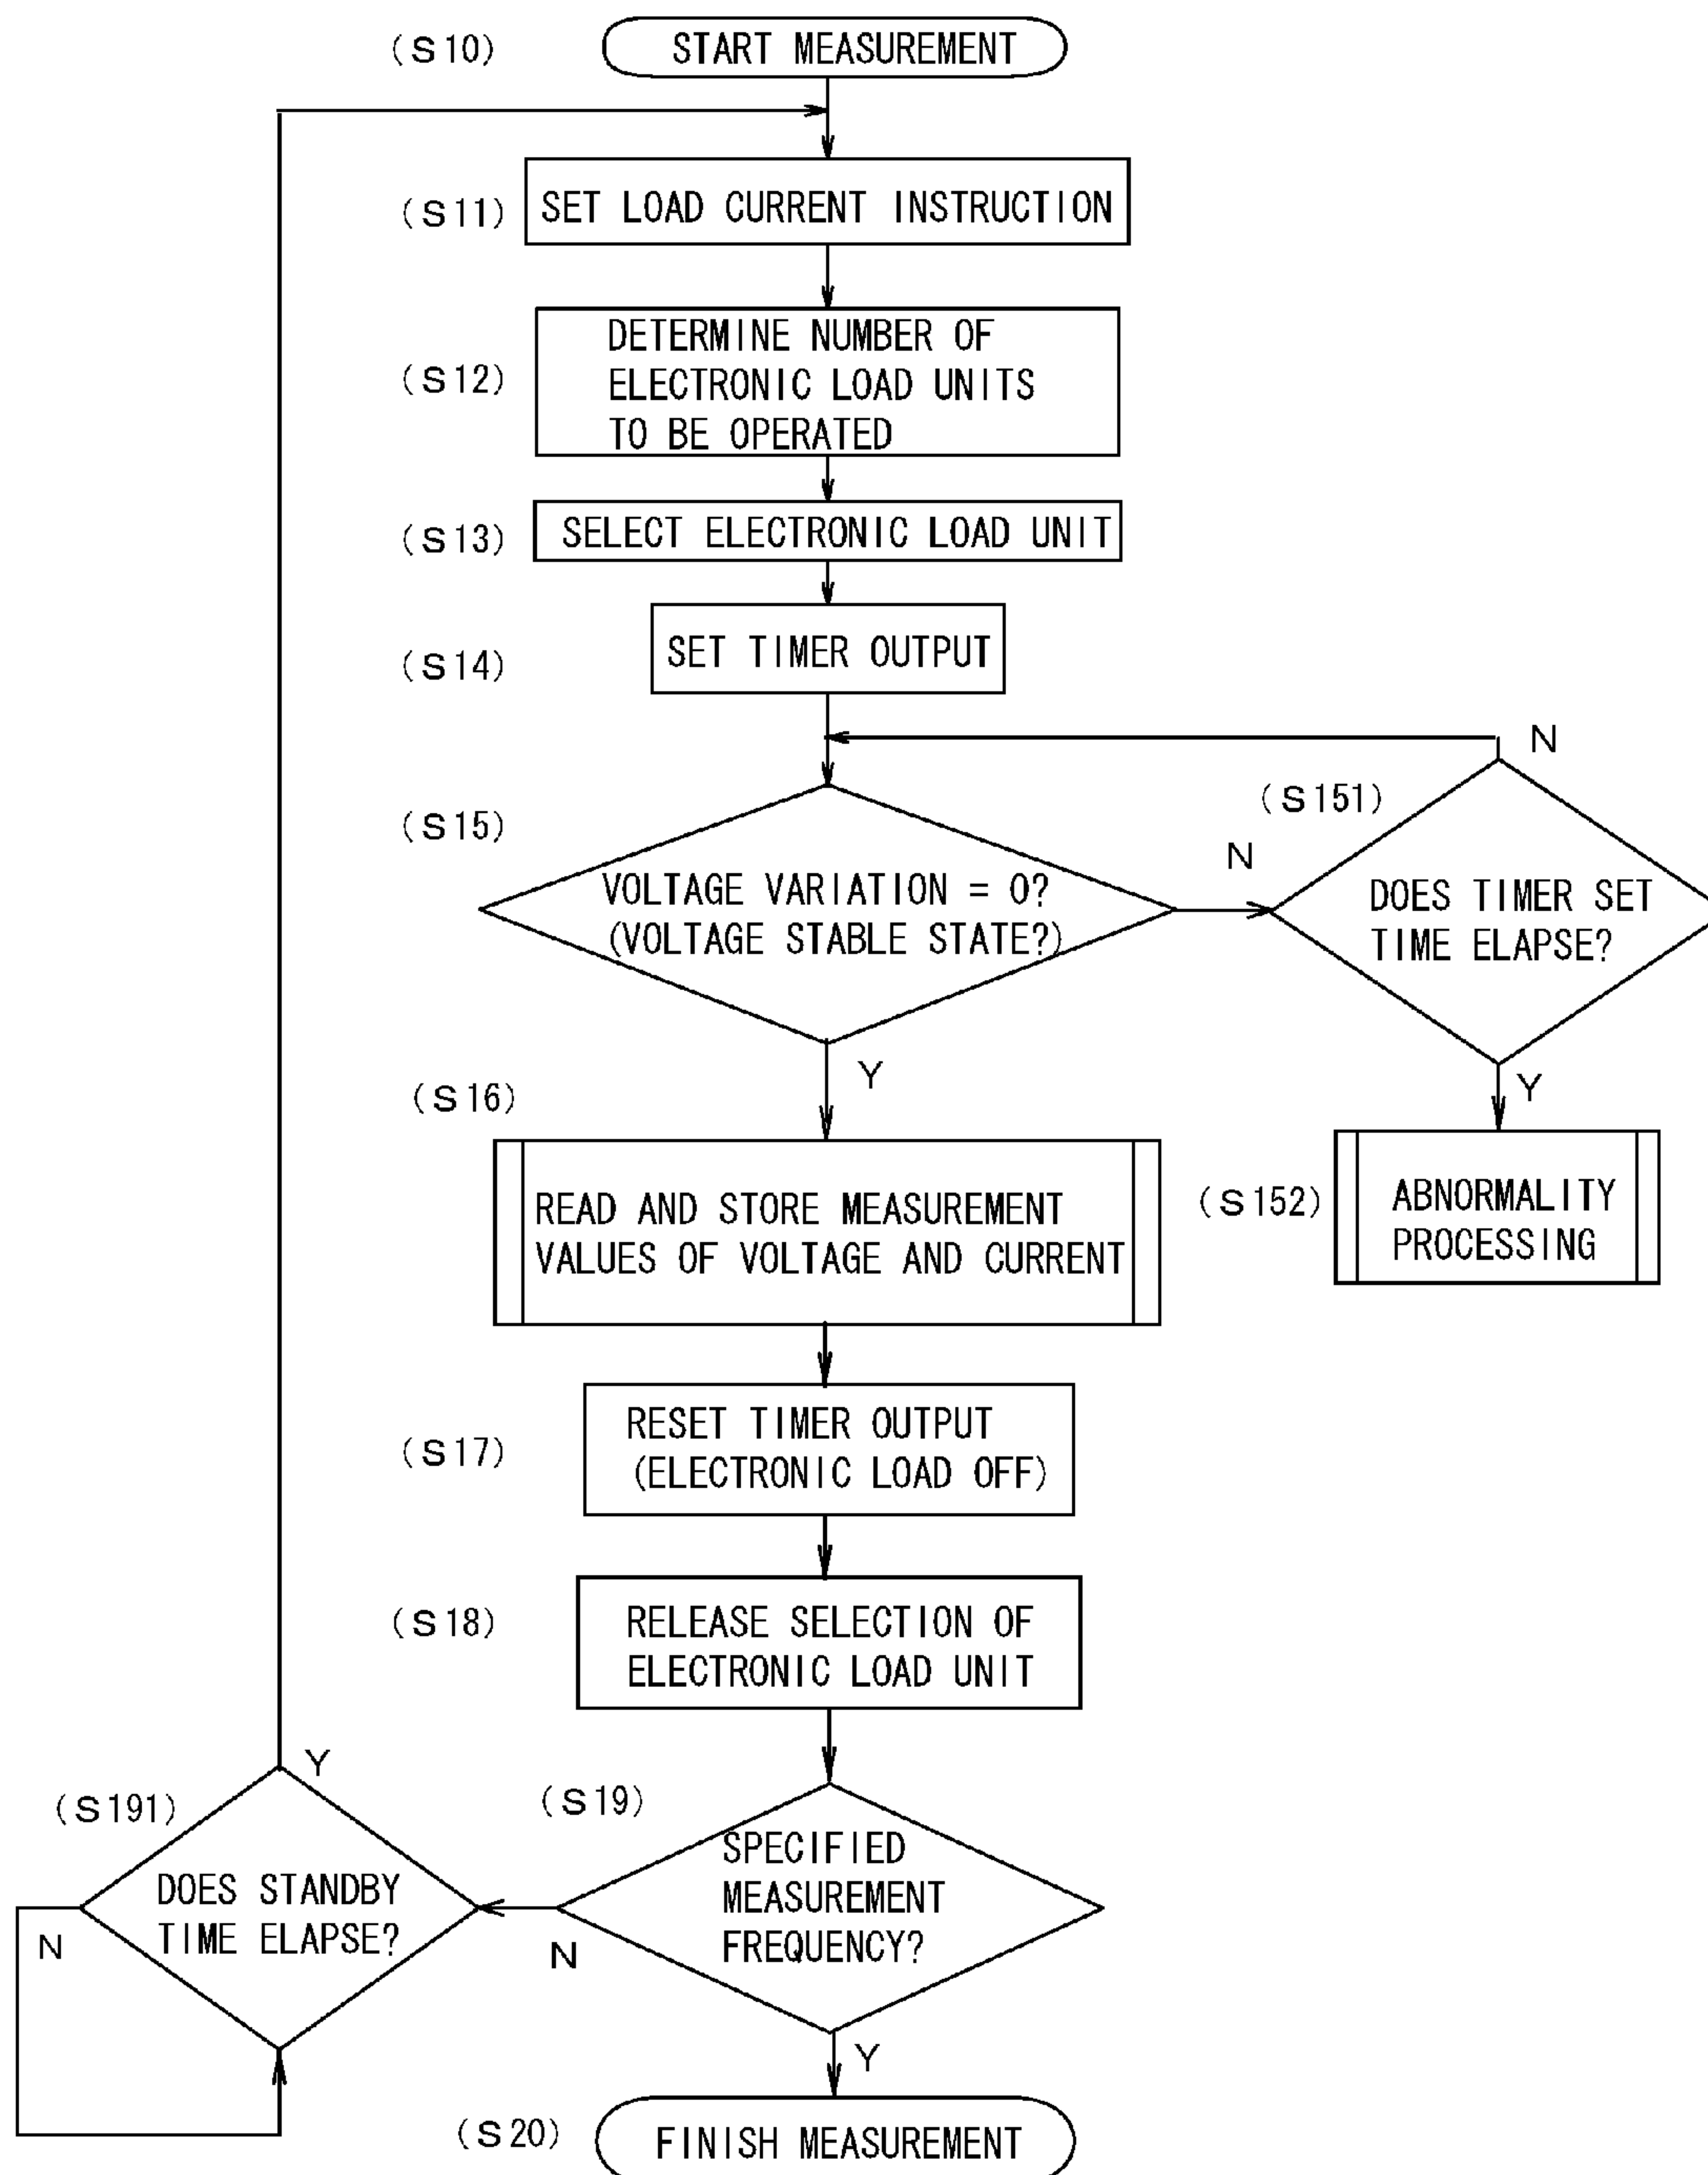 (S10)
START MEASUREMENT
(S11)
SET LOAD CURRENT INSTRUCTION
(S12)
DETERMINE NUMBER OF
ELECTRONIC LOAD UNITS
TO BE OPERATED
(S13)
SELECT ELECTRONIC LOAD UNIT
(S14)
SET TIMER OUTPUT
(S15)
VOLTAGE VARIATION = 0?
(VOLTAGE STABLE STATE?)
N
Y
(S151)
N
DOES TIMER SET
TIME ELAPSE?
Y
(S152)
ABNORMALITY
PROCESSING
(S16)
READ AND STORE MEASUREMENT
VALUES OF VOLTAGE AND CURRENT
(S17)
RESET TIMER OUTPUT
(ELECTRONIC LOAD OFF)
(S18)
RELEASE SELECTION OF
ELECTRONIC LOAD UNIT
(S19)
SPECIFIED
MEASUREMENT
FREQUENCY?
N
Y
(S191)
Y
DOES STANDBY
TIME ELAPSE?
N
(S20)
FINISH MEASUREMENT